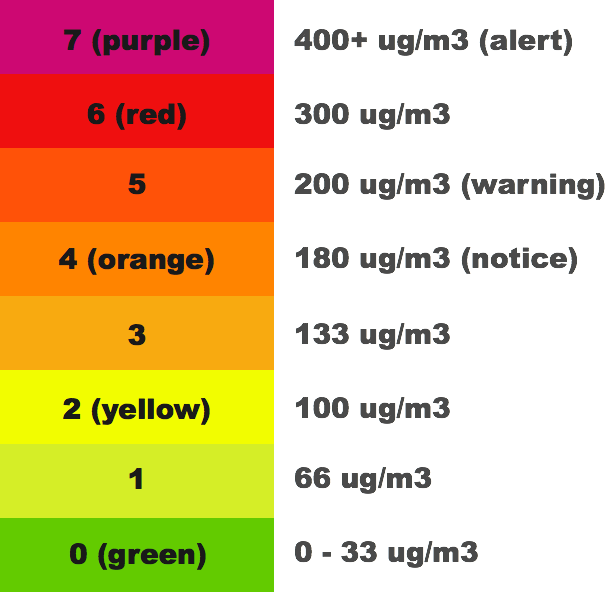 7 (purple) 400+ ug/m3 (alert)
6 (red) 300 ug/m3
5 200 ug/m3 (warning)
4 (orange) 180 ug/m3 (notice)
3 133 ug/m3
2 (yellow) 100 ug/m3
1 66 ug/m3
0 (green) 0 - 33 ug/m3